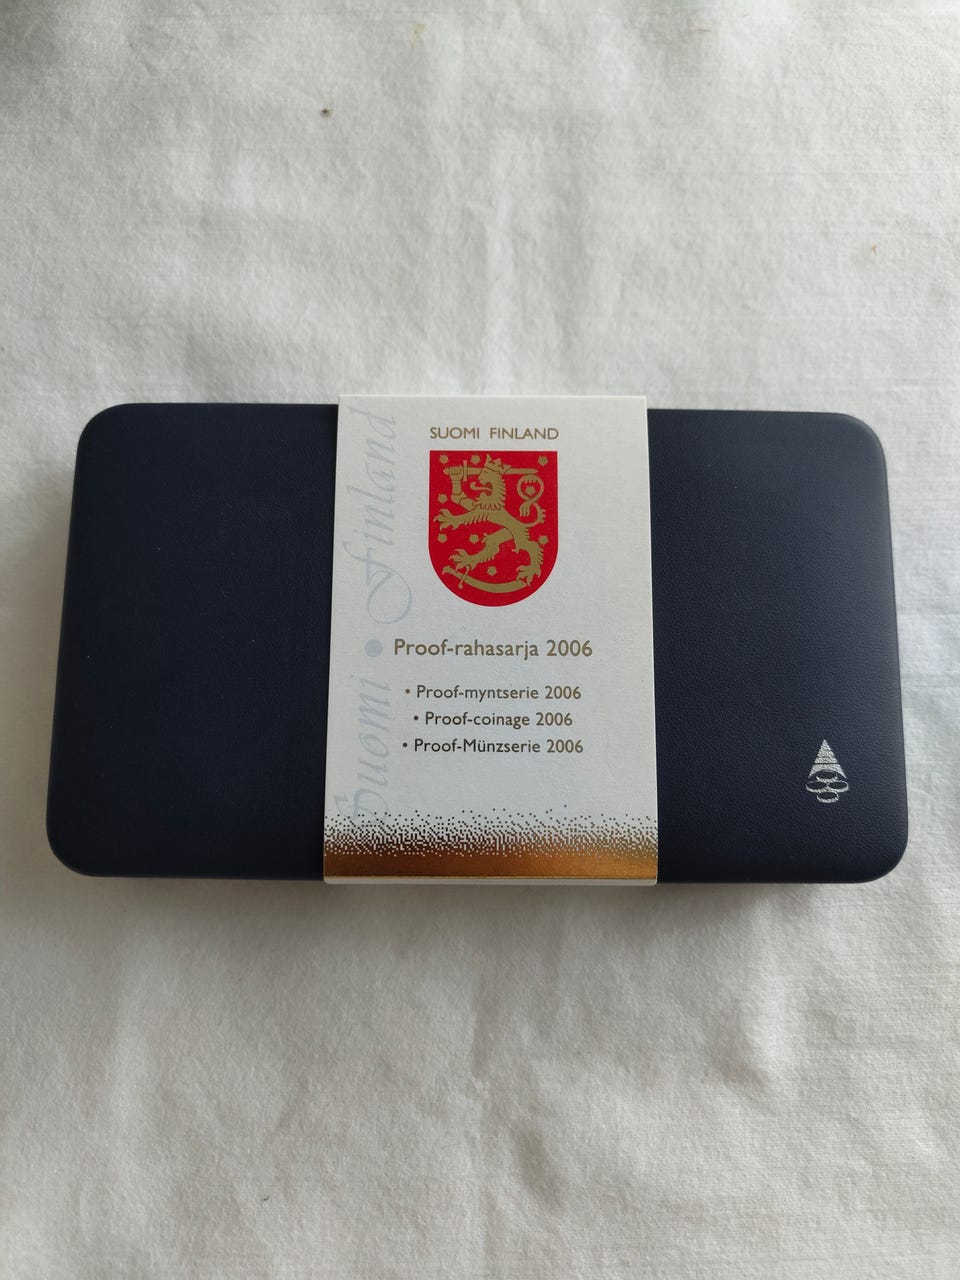 SUOMI FINLAND
Suomi • Finland
Proof-rahasarja 2006
• Proof-myntserie 2006
• Proof-coinage 2006
• Proof-Münzserie 2006